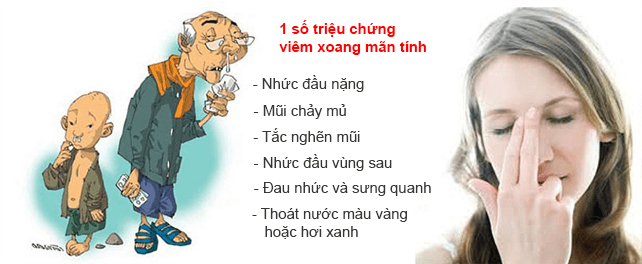 1 số triệu chứng
viêm xoang mãn tính
- Nhức đầu nặng
- Mũi chảy mủ
- Tắc nghẽn mũi
- Nhức đầu vùng sau
- Đau nhức và sưng quanh
- Thoát nước màu vàng
hoặc hơi xanh